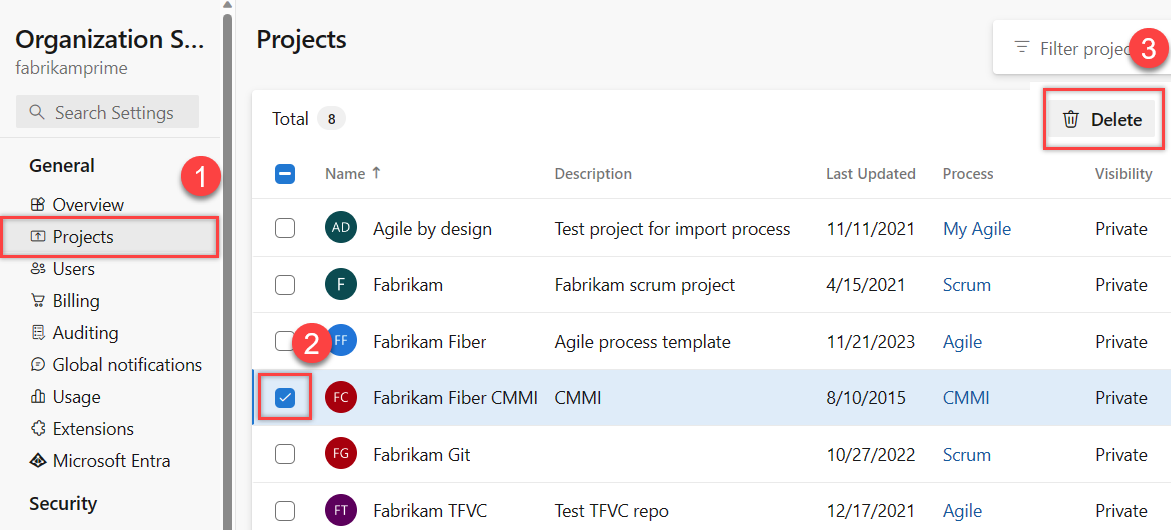 Organization S...
fabrikamprime
Search Settings
General
1
Overview
Projects
Users
Billing
Auditing
Global notifications
Usage
Extensions
Microsoft Entra
Security
Projects
Filter projec
3
Total 8
Delete
Name ↑ Description Last Updated Process Visibility
AD Agile by design Test project for import process 11/11/2021 My Agile Private
F Fabrikam Fabrikam scrum project 4/15/2021 Scrum Private
2
FF Fabrikam Fiber Agile process template 11/21/2023 Agile Private
FC Fabrikam Fiber CMMI CMMI 8/10/2015 CMMI Private
FG Fabrikam Git 10/27/2022 Scrum Private
FT Fabrikam TFVC Test TFVC repo 12/17/2021 Agile Private